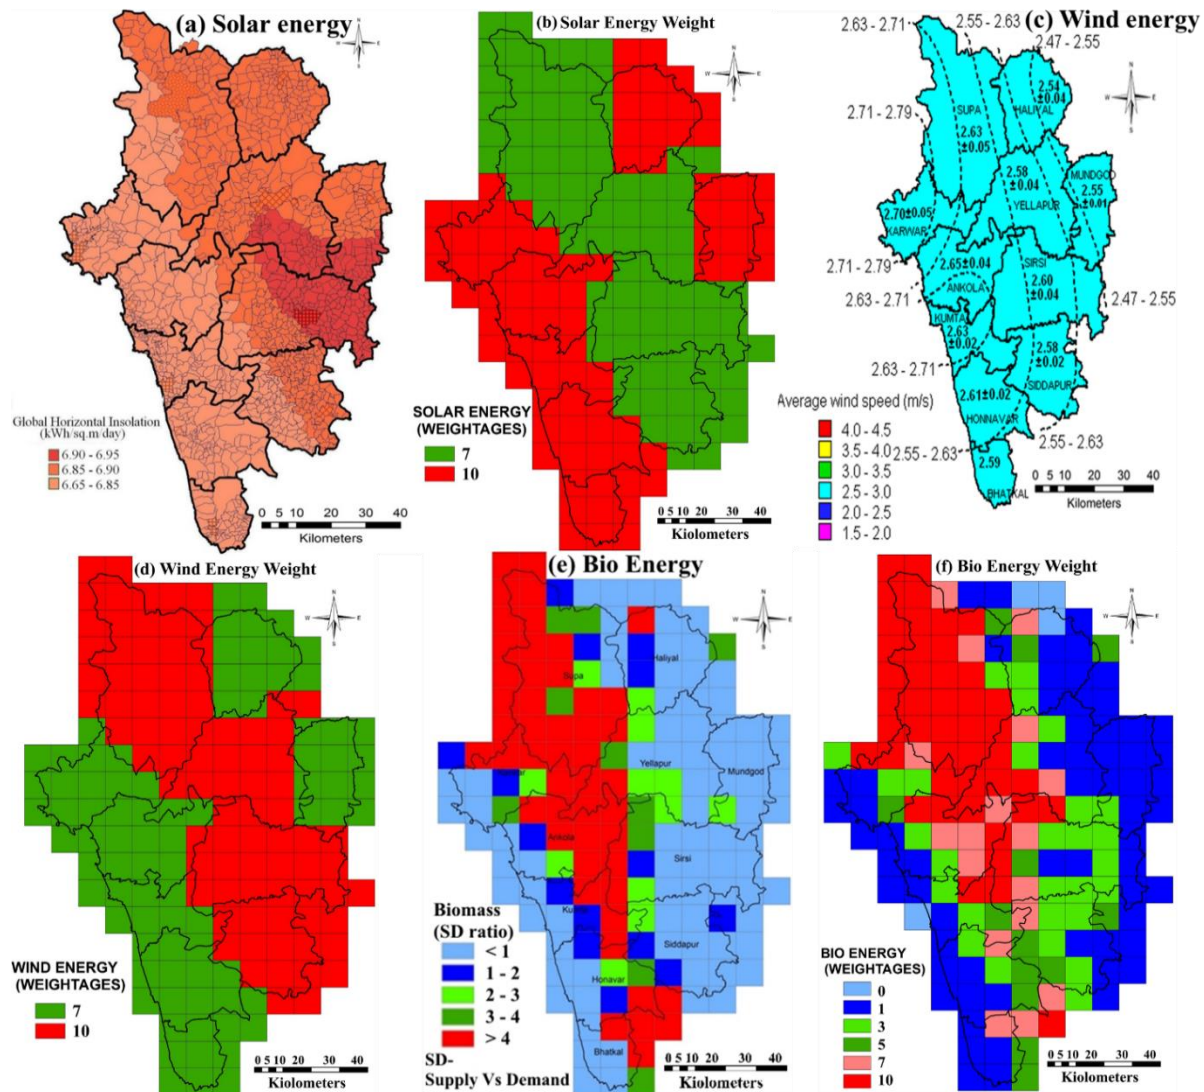 (a) Solar energy
N
W
E
S
Global Horizontal Insolation
(kWh/sq.m/day)
6.90 - 6.95
6.85 - 6.90
6.65 - 6.85
0 5 10 20 30 40
Kilometers
(b) Solar Energy Weight
N
W
E
S
SOLAR ENERGY
(WEIGHTAGES)
7
10
0 5 10 20 30 40
Kiolometers
(c) Wind energy
2.63 - 2.71
2.55 - 2.63
2.47 - 2.55
2.71 - 2.79
N
W
E
S
2.54
±0.04
HALIYAL
SUPA
2.63
±0.05
2.58
±0.04
YELLAPUR
MUNDGOD
2.55
±0.01
2.70±0.05
KARWAR
2.71 - 2.79
2.65±0.04
ANKOLA
SIRSI
2.60
±0.04
2.63 - 2.71
2.47 - 2.55
KUMTA
2.63
±0.02
2.58
±0.02
SIDDAPUR
2.63 - 2.71
2.61±0.02
HONNAVAR
2.55 - 2.63
2.55 - 2.63
2.59
BHATKAL
Average wind speed (m/s)
4.0 - 4.5
3.5 - 4.0
3.0 - 3.5
2.5 - 3.0
2.0 - 2.5
1.5 - 2.0
0 5 10 20 30 40
Kilometers
(d) Wind Energy Weight
N
W
E
S
WIND ENERGY
(WEIGHTAGES)
7
10
0 5 10 20 30 40
Kiolometers
(e) Bio Energy
N
W
E
S
Haliyal
Supa
Yellapur
Mundgod
Ankola
Sirsi
Siddapur
Honavar
Bhatkal
Biomass
(SD ratio)
< 1
1 - 2
2 - 3
3 - 4
> 4
SD-
Supply Vs Demand
0 5 10 20 30 40
Kiolometers
(f) Bio Energy Weight
N
W
E
S
BIO ENERGY
(WEIGHTAGES)
0
1
3
5
7
10
0 5 10 20 30 40
Kiolometers